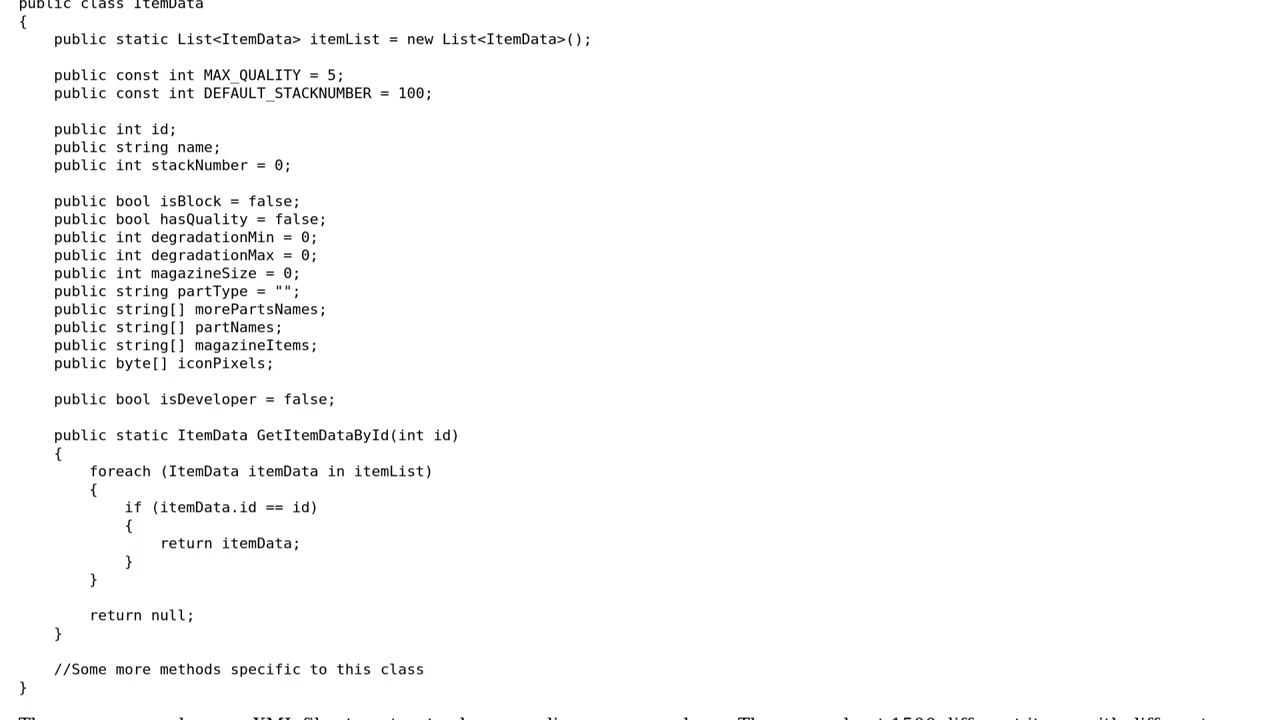 public class ItemData
{
    public static List<ItemData> itemList = new List<ItemData>();

    public const int MAX_QUALITY = 5;
    public const int DEFAULT_STACKNUMBER = 100;

    public int id;
    public string name;
    public int stackNumber = 0;

    public bool isBlock = false;
    public bool hasQuality = false;
    public int degradationMin = 0;
    public int degradationMax = 0;
    public int magazineSize = 0;
    public string partType = "";
    public string[] morePartsNames;
    public string[] partNames;
    public string[] magazineItems;
    public byte[] iconPixels;

    public bool isDeveloper = false;

    public static ItemData GetItemDataById(int id)
    {
        foreach (ItemData itemData in itemList)
        {
            if (itemData.id == id)
            {
                return itemData;
            }
        }

        return null;
    }

    //Some more methods specific to this class
}